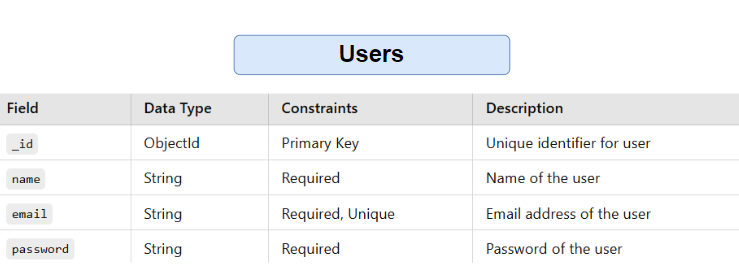 Users
Field Data Type Constraints Description
_id ObjectId Primary Key Unique identifier for user
name String Required Name of the user
email String Required, Unique Email address of the user
password String Required Password of the user